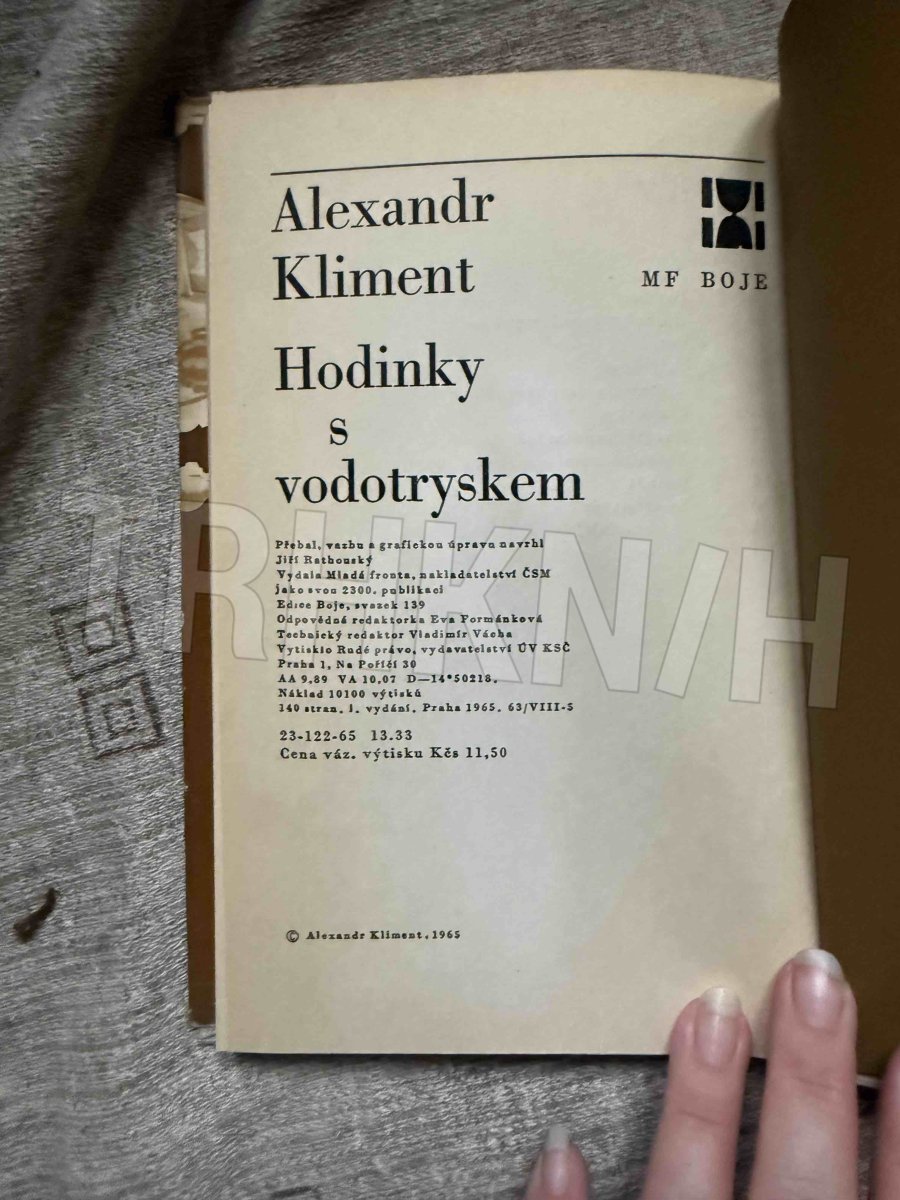 Alexandr
Kliment
MF BOJE
Hodinky
s
vodotryskem
Přebal, vazbu a grafickou úpravu navrhl
Jiří Rathouský
Vydala Mladá fronta, nakladatelství ČSM
jako svou 2300. publikaci
Edice Boje, svazek 139
Odpovědná redaktorka Eva Formánková
Technický redaktor Vladimír Vácha
Vytisklo Rudé právo, vydavatelství ÚV KSČ
Praha 1, Na Poříčí 30
AA 9,89 VA 10,07 D—14*50218.
Náklad 10100 výtisků
140 stran. 1. vydání. Praha 1965. 63/VIII-5
23-122-65 13.33
Cena váz. výtisku Kčs 11,50
© Alexandr Kliment, 1965
TRHKNIH